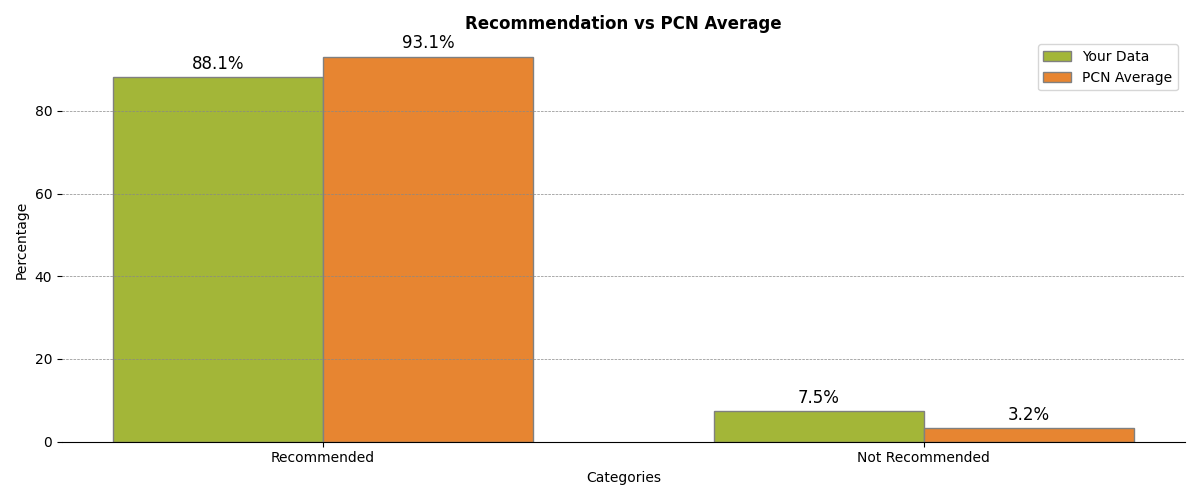 Recommendation vs PCN Average
93.1%
88.1%
Your Data
PCN Average
80
60
Percentage
40
20
7.5%
3.2%
0
Recommended
Not Recommended
Categories